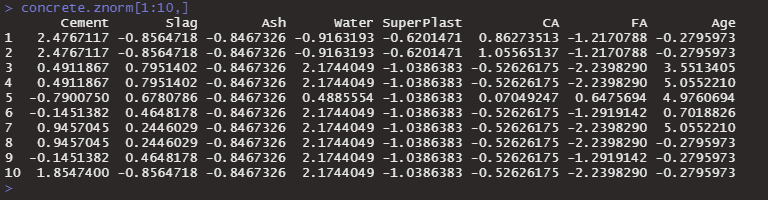 > concrete.znorm[1:10,]
Cement Slag Ash Water SuperPlast CA FA Age
1 2.4767117 -0.8564718 -0.8467326 -0.9163193 -0.6201471 0.86273513 -1.2170788 -0.2795973
2 2.4767117 -0.8564718 -0.8467326 -0.9163193 -0.6201471 1.05565137 -1.2170788 -0.2795973
3 0.4911867 0.7951402 -0.8467326 2.1744049 -1.0386383 -0.52626175 -2.2398290 3.5513405
4 0.4911867 0.7951402 -0.8467326 2.1744049 -1.0386383 -0.52626175 -2.2398290 5.0552210
5 -0.7900750 0.6780786 -0.8467326 0.4885554 -1.0386383 0.07049247 0.6475694 4.9760694
6 -0.1451382 0.4648178 -0.8467326 2.1744049 -1.0386383 -0.52626175 -1.2919142 0.7018826
7 0.9457045 0.2446029 -0.8467326 2.1744049 -1.0386383 -0.52626175 -2.2398290 5.0552210
8 0.9457045 0.2446029 -0.8467326 2.1744049 -1.0386383 -0.52626175 -2.2398290 -0.2795973
9 -0.1451382 0.4648178 -0.8467326 2.1744049 -1.0386383 -0.52626175 -1.2919142 -0.2795973
10 1.8547400 -0.8564718 -0.8467326 2.1744049 -1.0386383 -0.52626175 -2.2398290 -0.2795973
>